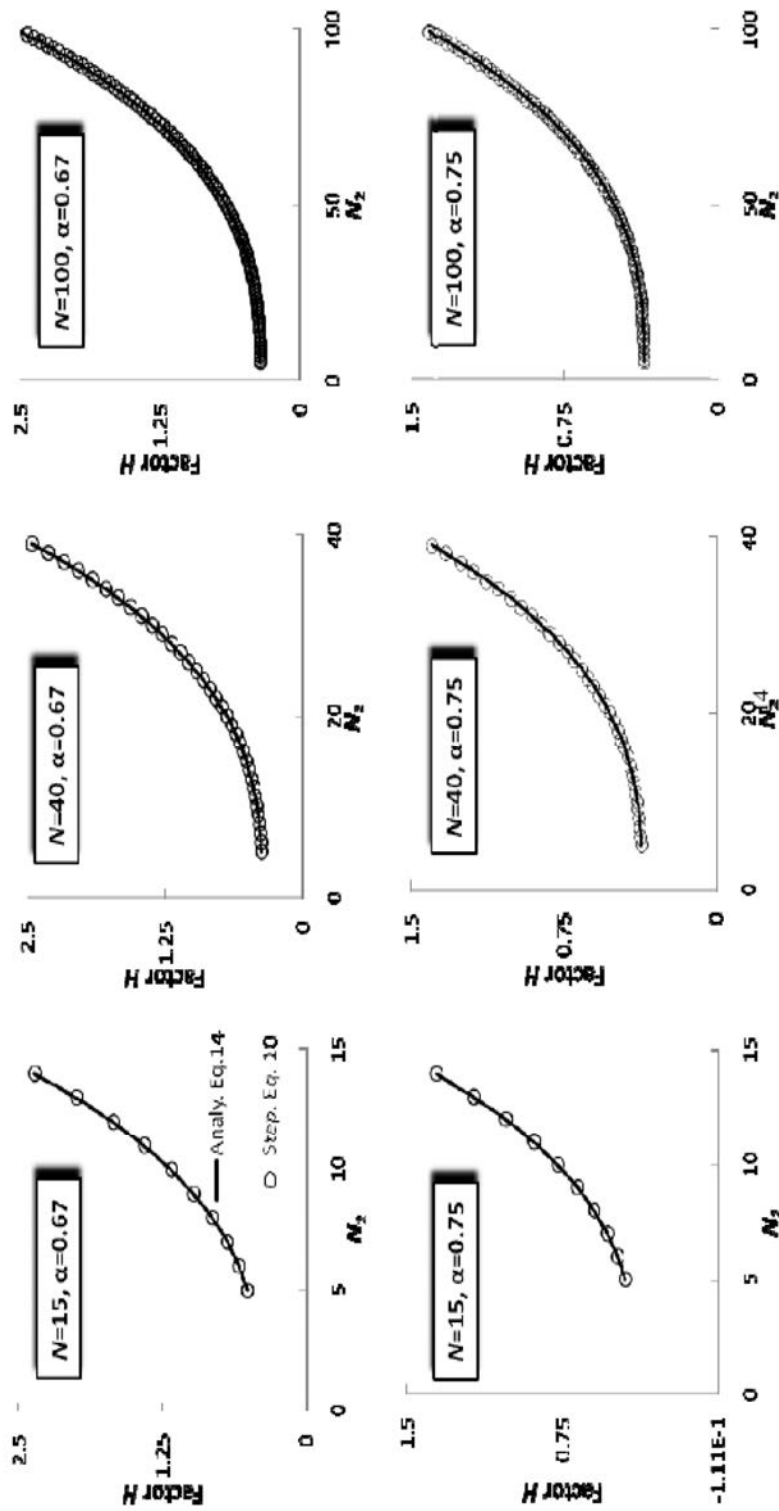 N=15, α=0.67
2.5
1.25
0
Factor H
0
5
10
15
N₂
Analy. Eq.14
Step. Eq. 10
N=40, α=0.67
2.5
1.25
0
Factor H
0
20
40
N₂
N=100, α=0.67
2.5
1.25
0
Factor H
0
50
100
N₂
N=15, α=0.75
1.5
0.75
-1.11E-1
Factor H
0
5
10
15
N₂
N=40, α=0.75
1.5
0.75
0
Factor H
0
20
40
N₂
14
N=100, α=0.75
1.5
0.75
0
Factor H
0
50
100
N₂